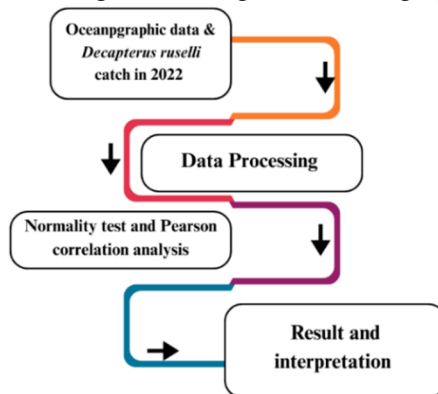 Oceanpgraphic data &
Decapterus ruselli
catch in 2022
Data Processing
Normality test and Pearson
correlation analysis
Result and
interpretation